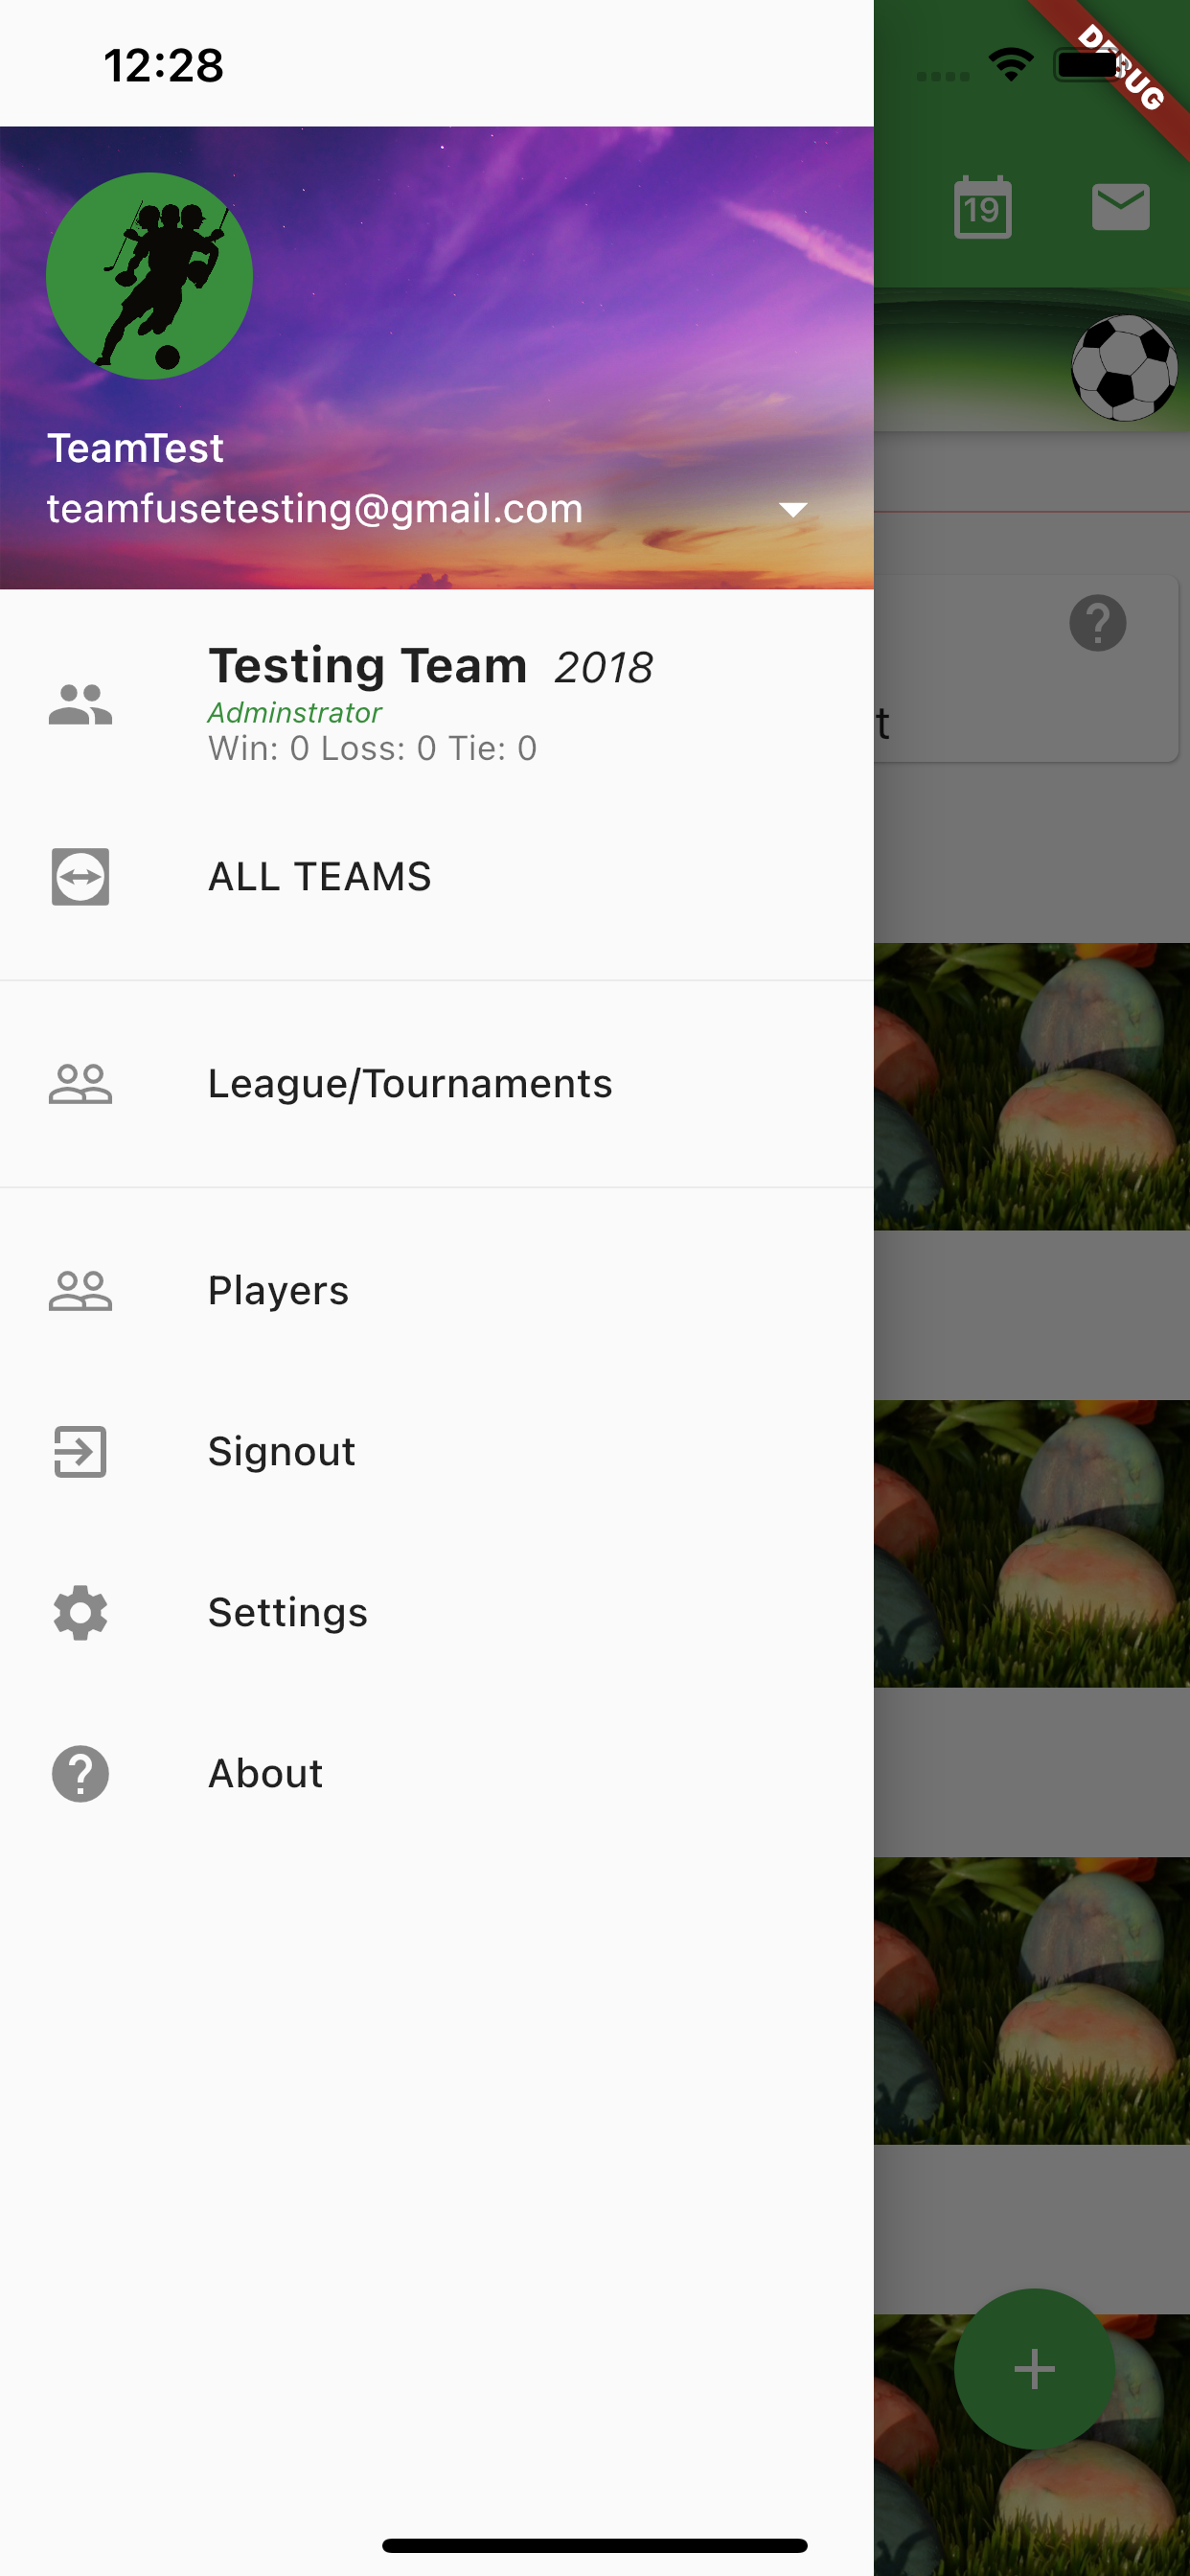 12:28
DEBUG
19
TeamTest
teamfusetesting@gmail.com
Testing Team 2018
Adminstrator
Win: 0 Loss: 0 Tie: 0
t
ALL TEAMS
League/Tournaments
Players
Signout
Settings
About